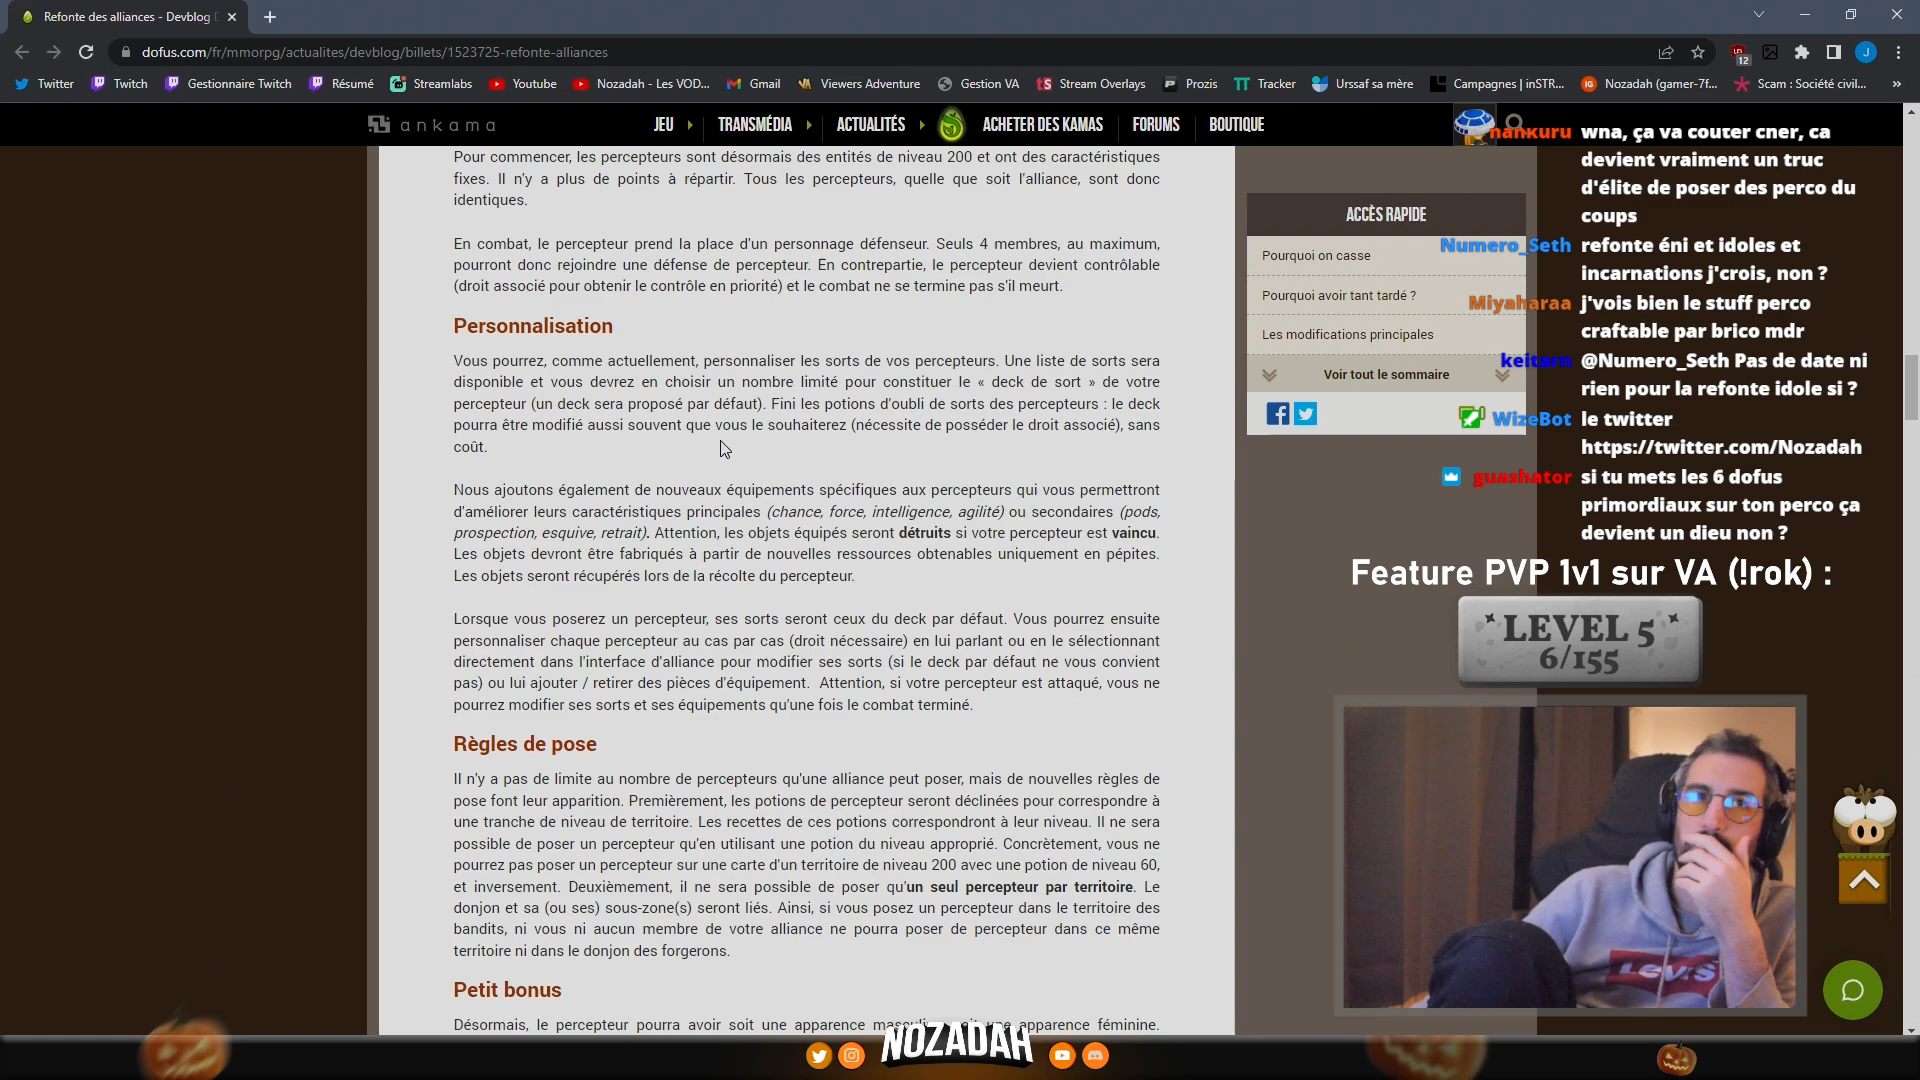 Refonte des alliances - Devblog
dofus.com/fr/mmorpg/actualites/devblog/billets/1523725-refonte-alliances
12
J
Twitter
Twitch
Gestionnaire Twitch
Résumé
Streamlabs
Youtube
Nozadah - Les VOD...
Gmail
Viewers Adventure
Gestion VA
Stream Overlays
Prozis
Tracker
Urssaf sa mère
Campagnes | inSTR...
Nozadah (gamer-7f...
Scam : Société civil...
ankama
JEU
TRANSMÉDIA
ACTUALITÉS
ACHETER DES KAMAS
FORUMS
BOUTIQUE
Pour commencer, les percepteurs sont désormais des entités de niveau 200 et ont des caractéristiques
fixes. Il n'y a plus de points à répartir. Tous les percepteurs, quelle que soit l'alliance, sont donc
identiques.
En combat, le percepteur prend la place d'un personnage défenseur. Seuls 4 membres, au maximum,
pourront donc rejoindre une défense de percepteur. En contrepartie, le percepteur devient contrôlable
(droit associé pour obtenir le contrôle en priorité) et le combat ne se termine pas s'il meurt.
Personnalisation
Vous pourrez, comme actuellement, personnaliser les sorts de vos percepteurs. Une liste de sorts sera
disponible et vous devrez en choisir un nombre limité pour constituer le « deck de sort » de votre
percepteur (un deck sera proposé par défaut). Fini les potions d'oubli de sorts des percepteurs : le deck
pourra être modifié aussi souvent que vous le souhaiterez (nécessite de posséder le droit associé), sans
coût.
Nous ajoutons également de nouveaux équipements spécifiques aux percepteurs qui vous permettront
d'améliorer leurs caractéristiques principales (chance, force, intelligence, agilité) ou secondaires (pods,
prospection, esquive, retrait). Attention, les objets équipés seront détruits si votre percepteur est vaincu.
Les objets devront être fabriqués à partir de nouvelles ressources obtenables uniquement en pépites.
Les objets seront récupérés lors de la récolte du percepteur.
Lorsque vous poserez un percepteur, ses sorts seront ceux du deck par défaut. Vous pourrez ensuite
personnaliser chaque percepteur au cas par cas (droit nécessaire) en lui parlant ou en le sélectionnant
directement dans l'interface d'alliance pour modifier ses sorts (si le deck par défaut ne vous convient
pas) ou lui ajouter / retirer des pièces d'équipement. Attention, si votre percepteur est attaqué, vous ne
pourrez modifier ses sorts et ses équipements qu'une fois le combat terminé.
Règles de pose
Il n'y a pas de limite au nombre de percepteurs qu'une alliance peut poser, mais de nouvelles règles de
pose font leur apparition. Premièrement, les potions de percepteur seront déclinées pour correspondre à
une tranche de niveau de territoire. Les recettes de ces potions correspondront à leur niveau. Il ne sera
possible de poser un percepteur qu'en utilisant une potion du niveau approprié. Concrètement, vous ne
pourrez pas poser un percepteur sur une carte d'un territoire de niveau 200 avec une potion de niveau 60,
et inversement. Deuxièmement, il ne sera possible de poser qu'un seul percepteur par territoire. Le
donjon et sa (ou ses) sous-zone(s) seront liés. Ainsi, si vous posez un percepteur dans le territoire des
bandits, ni vous ni aucun membre de votre alliance ne pourra poser de percepteur dans ce même
territoire ni dans le donjon des forgerons.
Petit bonus
Désormais, le percepteur pourra avoir soit une apparence apparence féminine.
ACCÈS RAPIDE
Pourquoi on casse
Pourquoi avoir tant tardé ?
Les modifications principales
Voir tout le sommaire
nankuru wna, ça va couter cner, ca
devient vraiment un truc
d'élite de poser des perco du
coups
Numero_Seth refonte éni et idoles et
incarnations j'crois, non ?
Miyaharaa j'vois bien le stuff perco
craftable par brico mdr
keitarn @Numero_Seth Pas de date ni
rien pour la refonte idole si ?
WizeBot le twitter
https://twitter.com/Nozadah
guashator si tu mets les 6 dofus
primordiaux sur ton perco ça
devient un dieu non ?
Feature PVP 1v1 sur VA (!rok) :
LEVEL 5
6/155
LEVI'S
NOZADAH